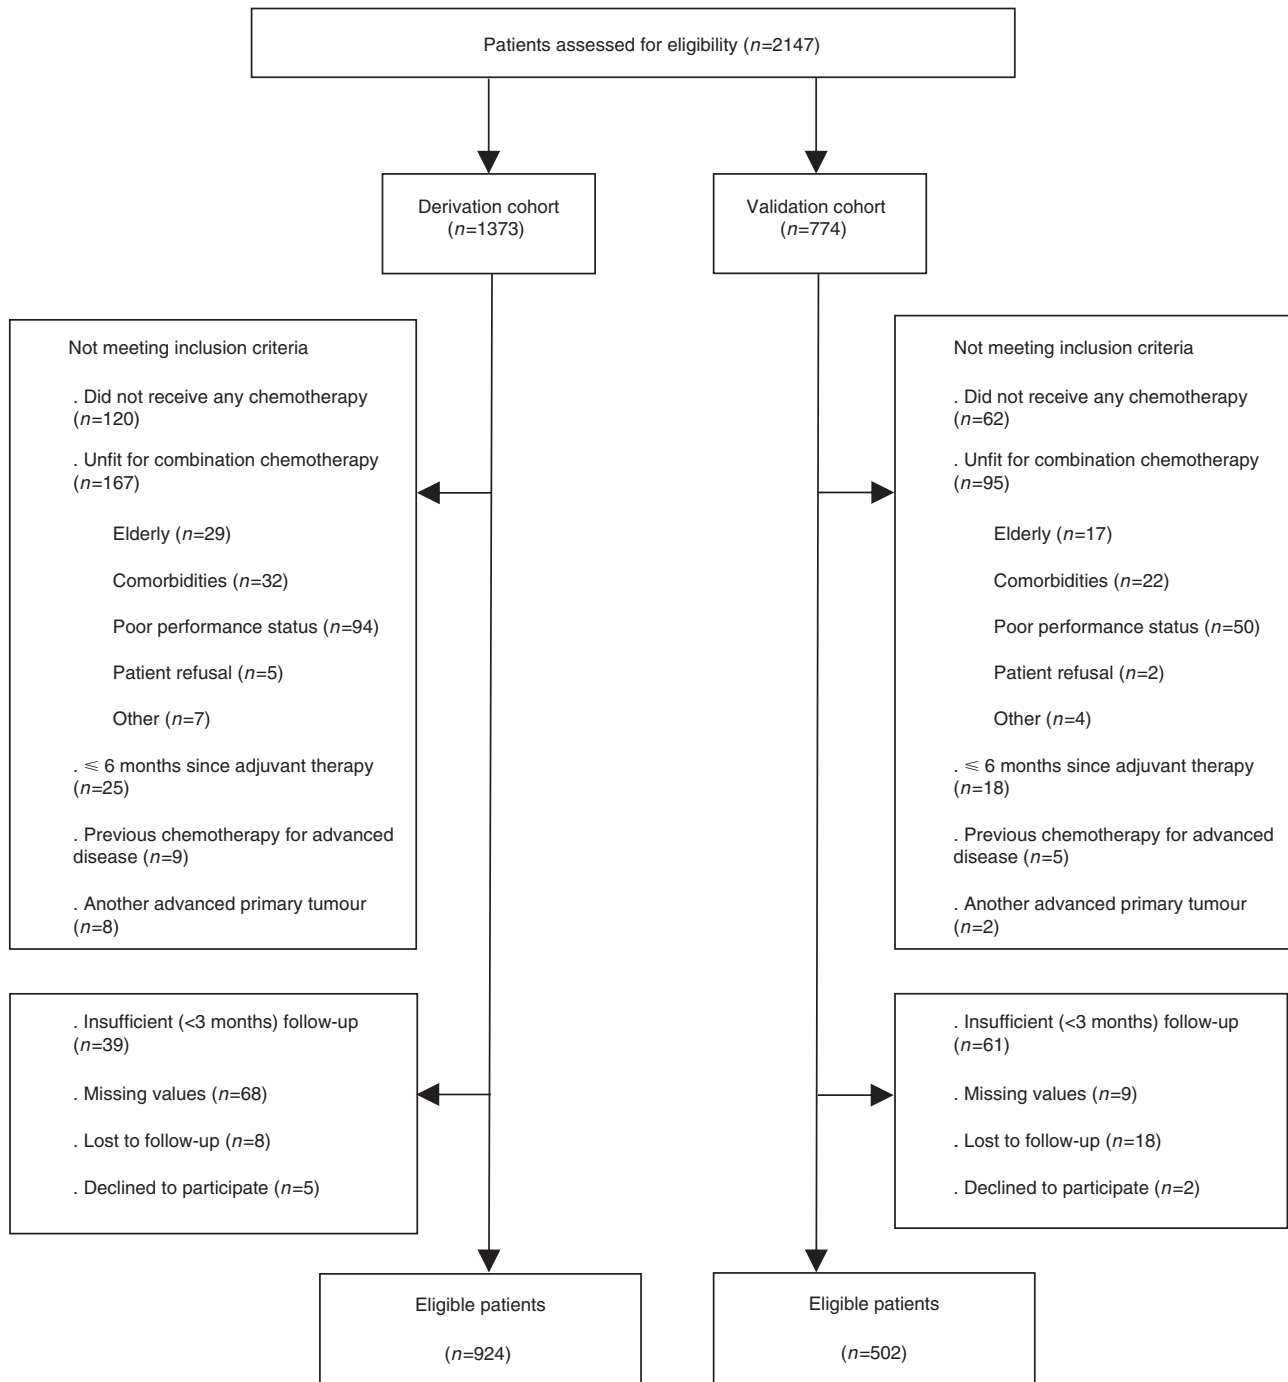 Patients assessed for eligibility (n=2147)
Derivation cohort
(n=1373)
Validation cohort
(n=774)
Not meeting inclusion criteria
. Did not receive any chemotherapy
(n=120)
. Unfit for combination chemotherapy
(n=167)
Elderly (n=29)
Comorbidities (n=32)
Poor performance status (n=94)
Patient refusal (n=5)
Other (n=7)
. ⩽ 6 months since adjuvant therapy
(n=25)
. Previous chemotherapy for advanced
disease (n=9)
. Another advanced primary tumour
(n=8)
Not meeting inclusion criteria
. Did not receive any chemotherapy
(n=62)
. Unfit for combination chemotherapy
(n=95)
Elderly (n=17)
Comorbidities (n=22)
Poor performance status (n=50)
Patient refusal (n=2)
Other (n=4)
. ⩽ 6 months since adjuvant therapy
(n=18)
. Previous chemotherapy for advanced
disease (n=5)
. Another advanced primary tumour
(n=2)
. Insufficient (<3 months) follow-up
(n=39)
. Missing values (n=68)
. Lost to follow-up (n=8)
. Declined to participate (n=5)
. Insufficient (<3 months) follow-up
(n=61)
. Missing values (n=9)
. Lost to follow-up (n=18)
. Declined to participate (n=2)
Eligible patients
(n=924)
Eligible patients
(n=502)